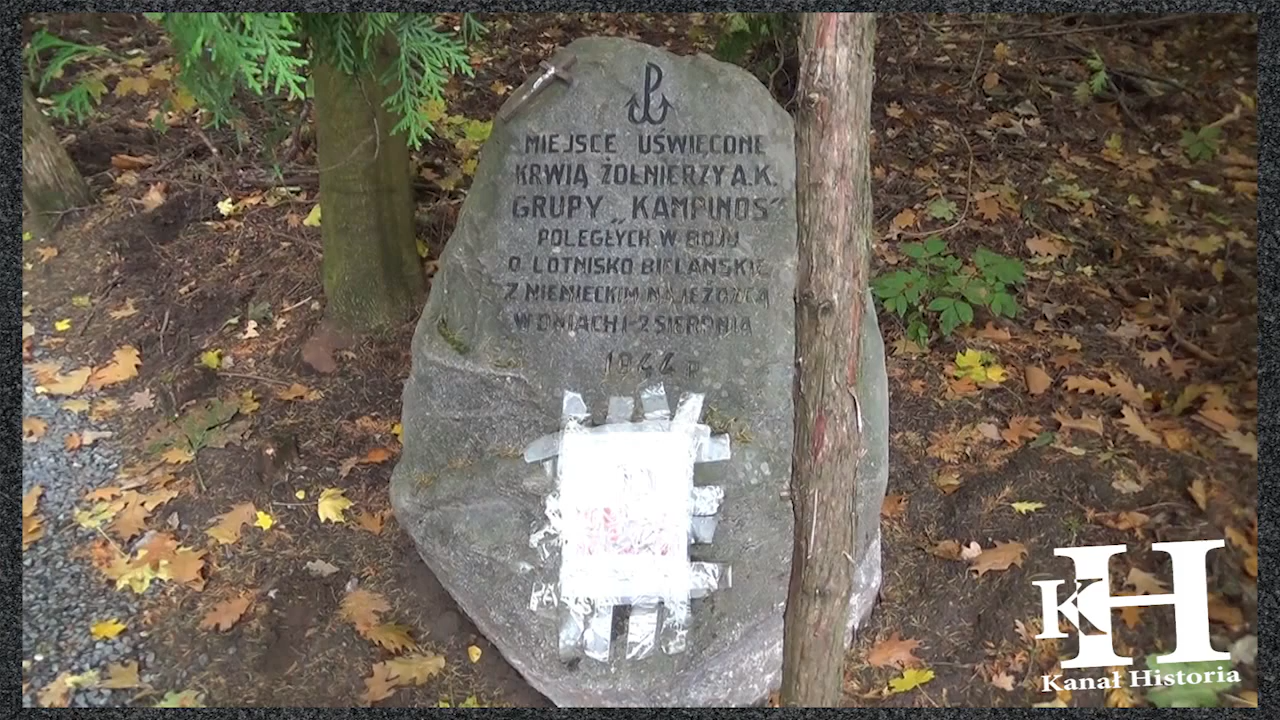 MIEJSCE UŚWIĘCONE
KRWIĄ ŻOŁNIERZY A.K.
GRUPY „KAMPINOS"
POLEGŁYCH W BOJU
O LOTNISKO BIELAŃSKIE
Z NIEMIECKIM NAJEŹDŹCĄ
W DNIACH 1-2 SIERPNIA
1944 R
KH
Kanał Historia